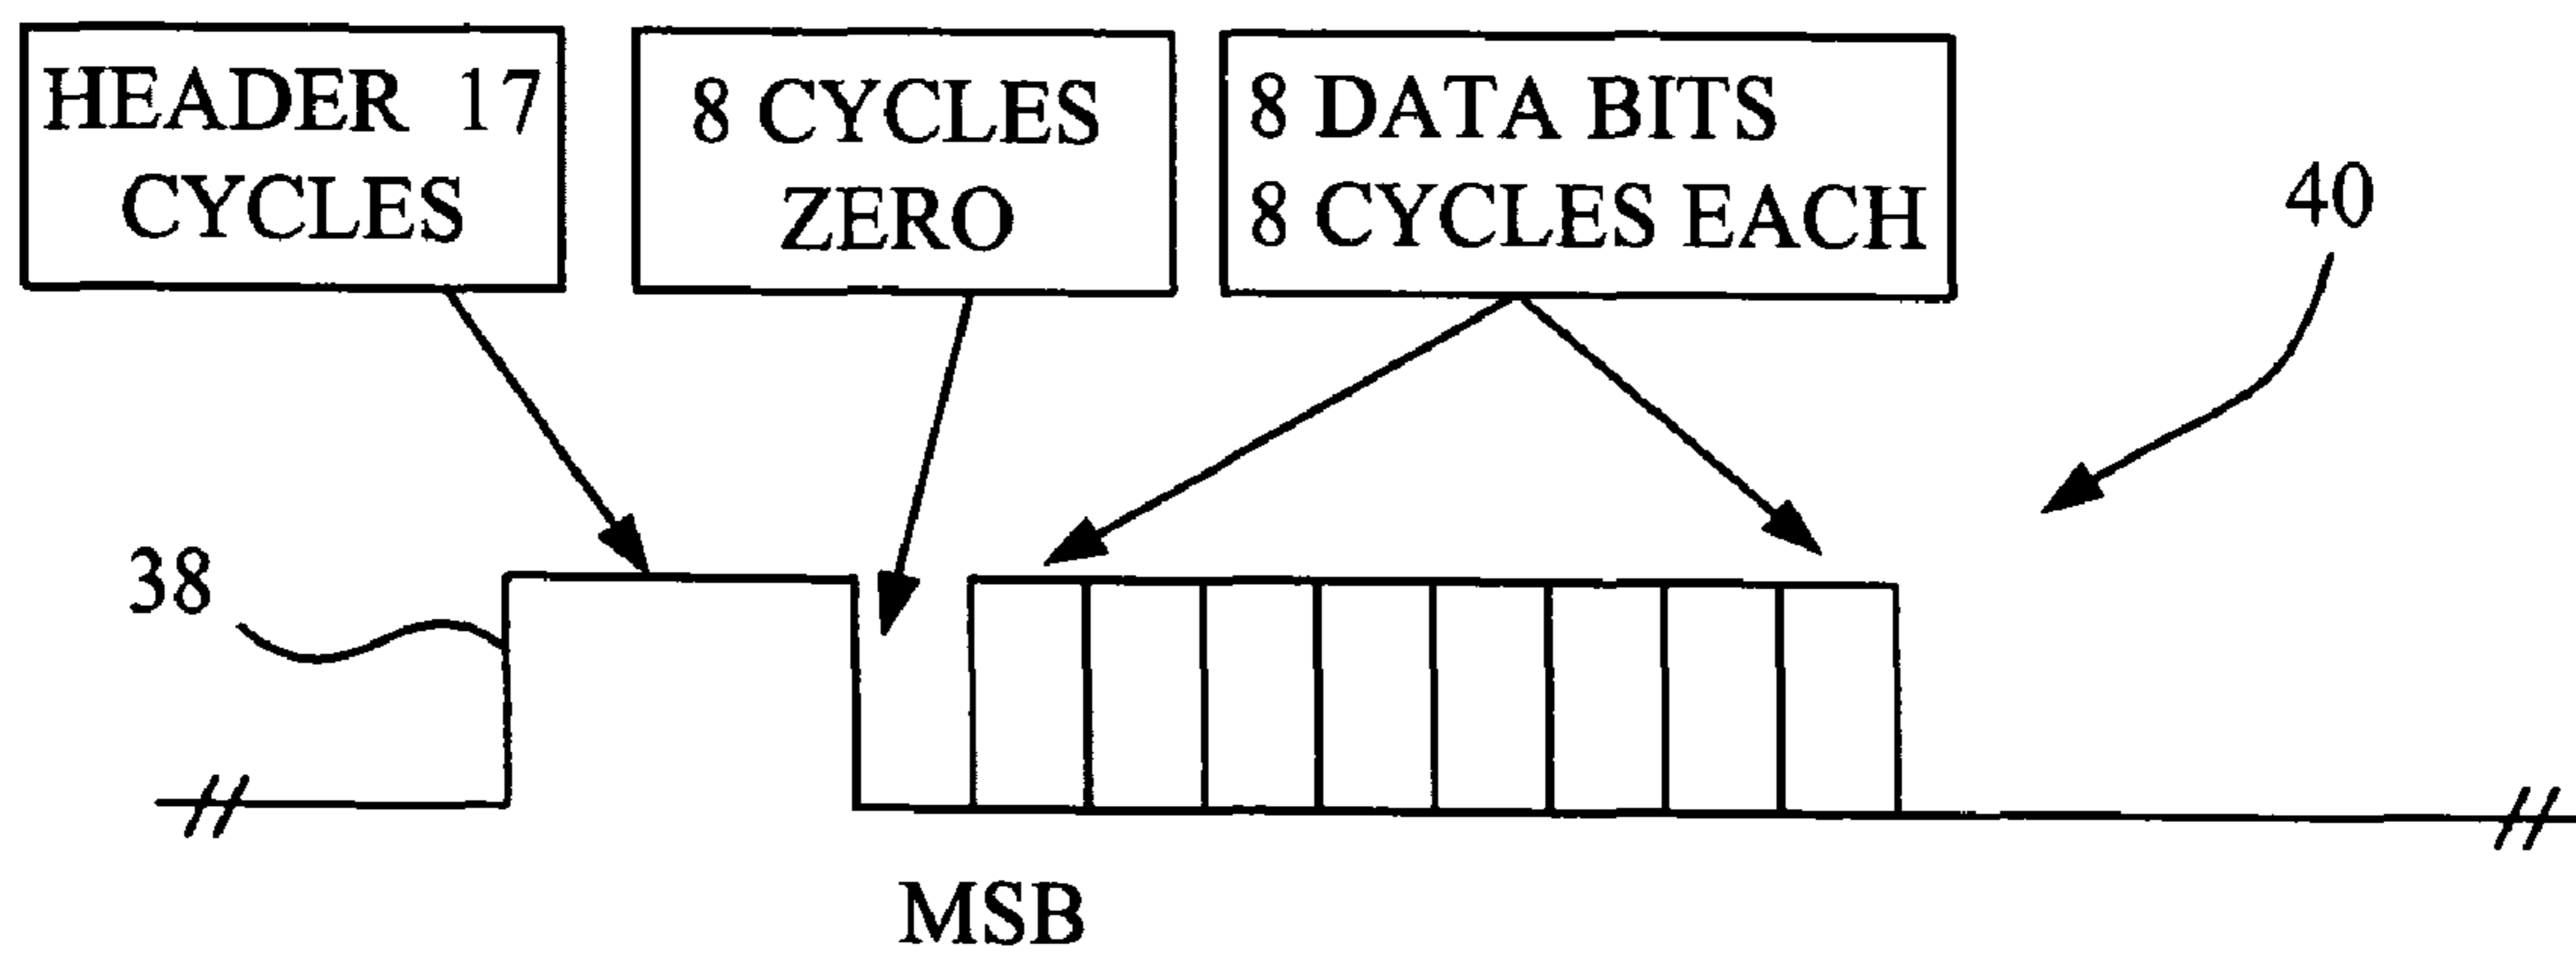 HEADER 17
CYCLES
8 CYCLES
ZERO
8 DATA BITS
8 CYCLES EACH
40
38
MSB